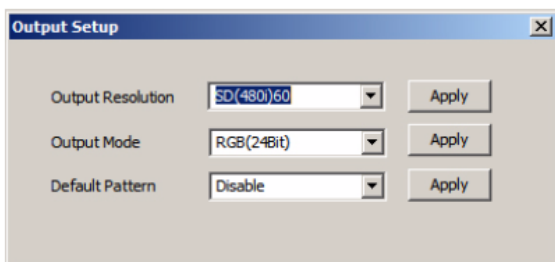 Output Setup
Output Resolution SD(480i)60 Apply
Output Mode RGB(24Bit) Apply
Default Pattern Disable Apply